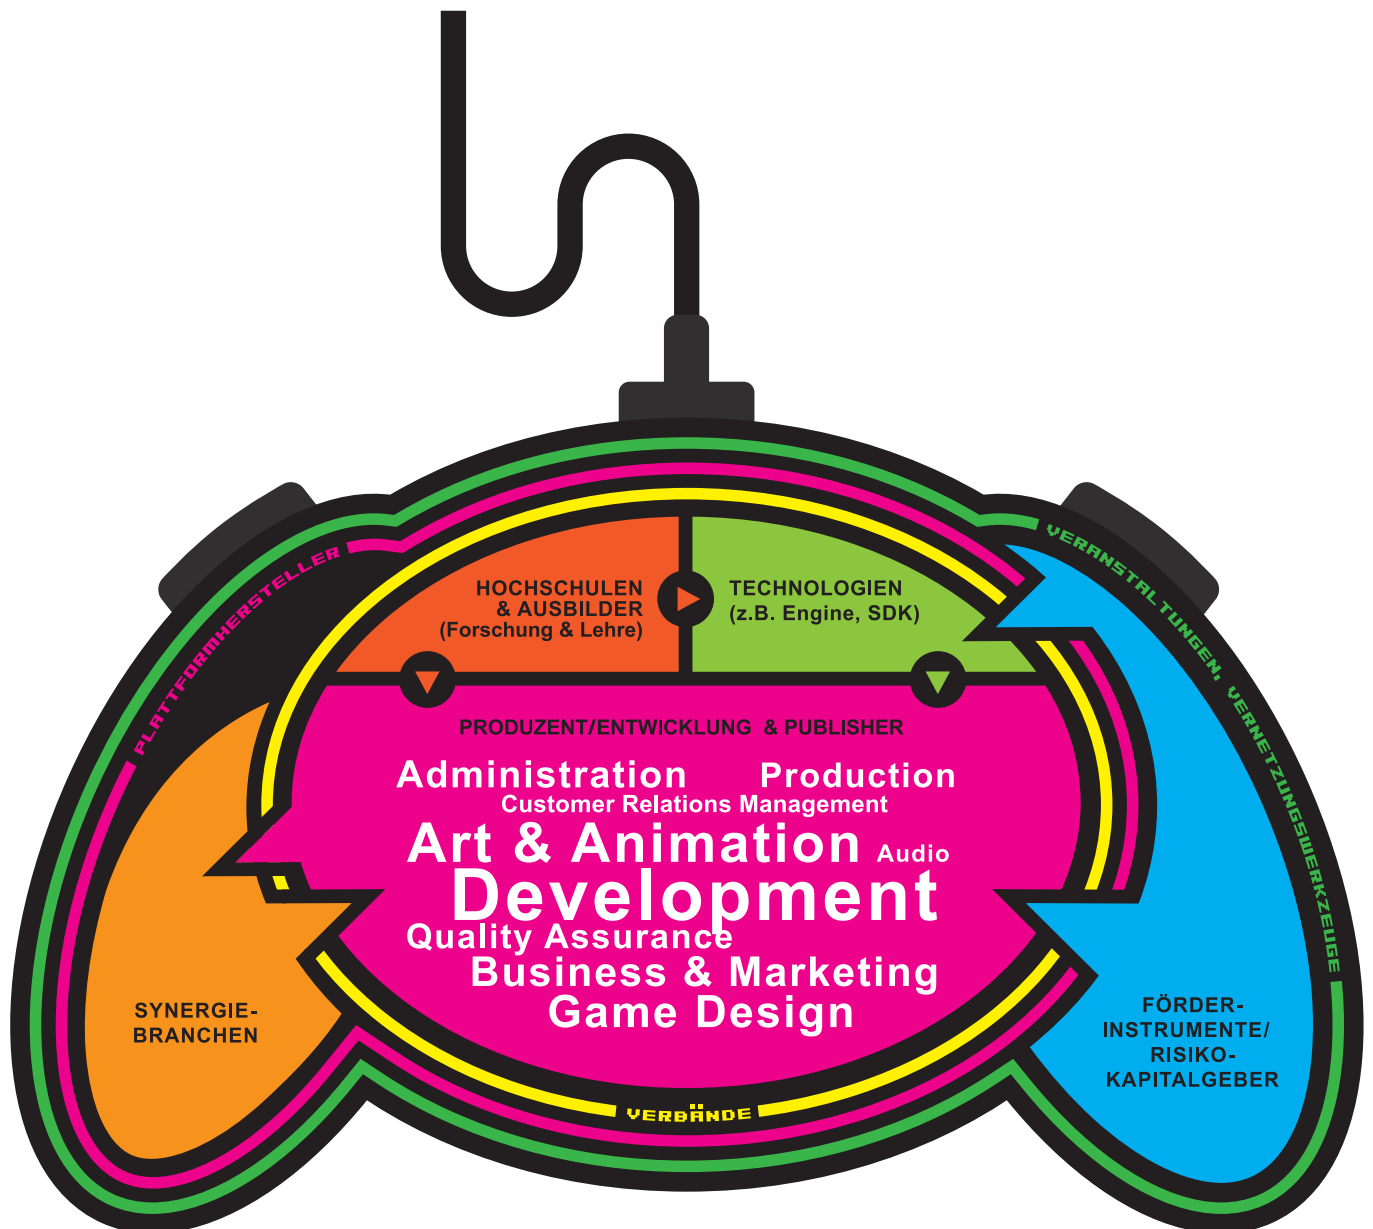 PLATTFORMHERSTELLER
VERANSTALTUNGEN, VERNETZUNGSWERKZEUGE
HOCHSCHULEN
& AUSBILDER
(Forschung & Lehre)
TECHNOLOGIEN
(z.B. Engine, SDK)
PRODUZENT/ENTWICKLUNG & PUBLISHER
Administration Production
Customer Relations Management
Art & Animation Audio
Development
Quality Assurance
Business & Marketing
Game Design
SYNERGIE-
BRANCHEN
FÖRDER-
INSTRUMENTE/
RISIKO-
KAPITALGEBER
VERBÄNDE